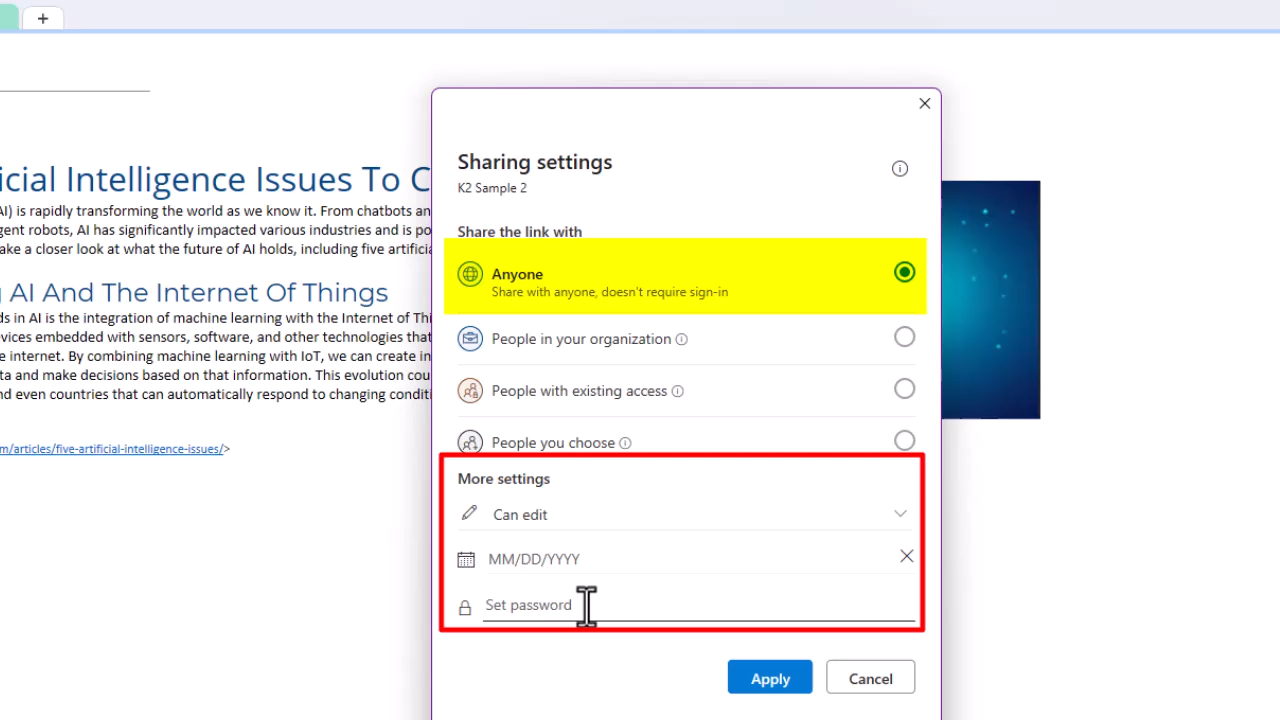 +
icial Intelligence Issues To C
AI) is rapidly transforming the world as we know it. From chatbots an
gent robots, AI has significantly impacted various industries and is po
ake a closer look at what the future of AI holds, including five artificia
g AI And The Internet Of Things
ds in AI is the integration of machine learning with the Internet of Thi
vices embedded with sensors, software, and other technologies that
e internet. By combining machine learning with IoT, we can create in
ta and make decisions based on that information. This evolution cou
nd even countries that can automatically respond to changing conditi
m/articles/five-artificial-intelligence-issues/>
Sharing settings
K2 Sample 2
Share the link with
Anyone
Share with anyone, doesn't require sign-in
People in your organization
People with existing access
People you choose
More settings
Can edit
MM/DD/YYYY
Set password
Apply
Cancel